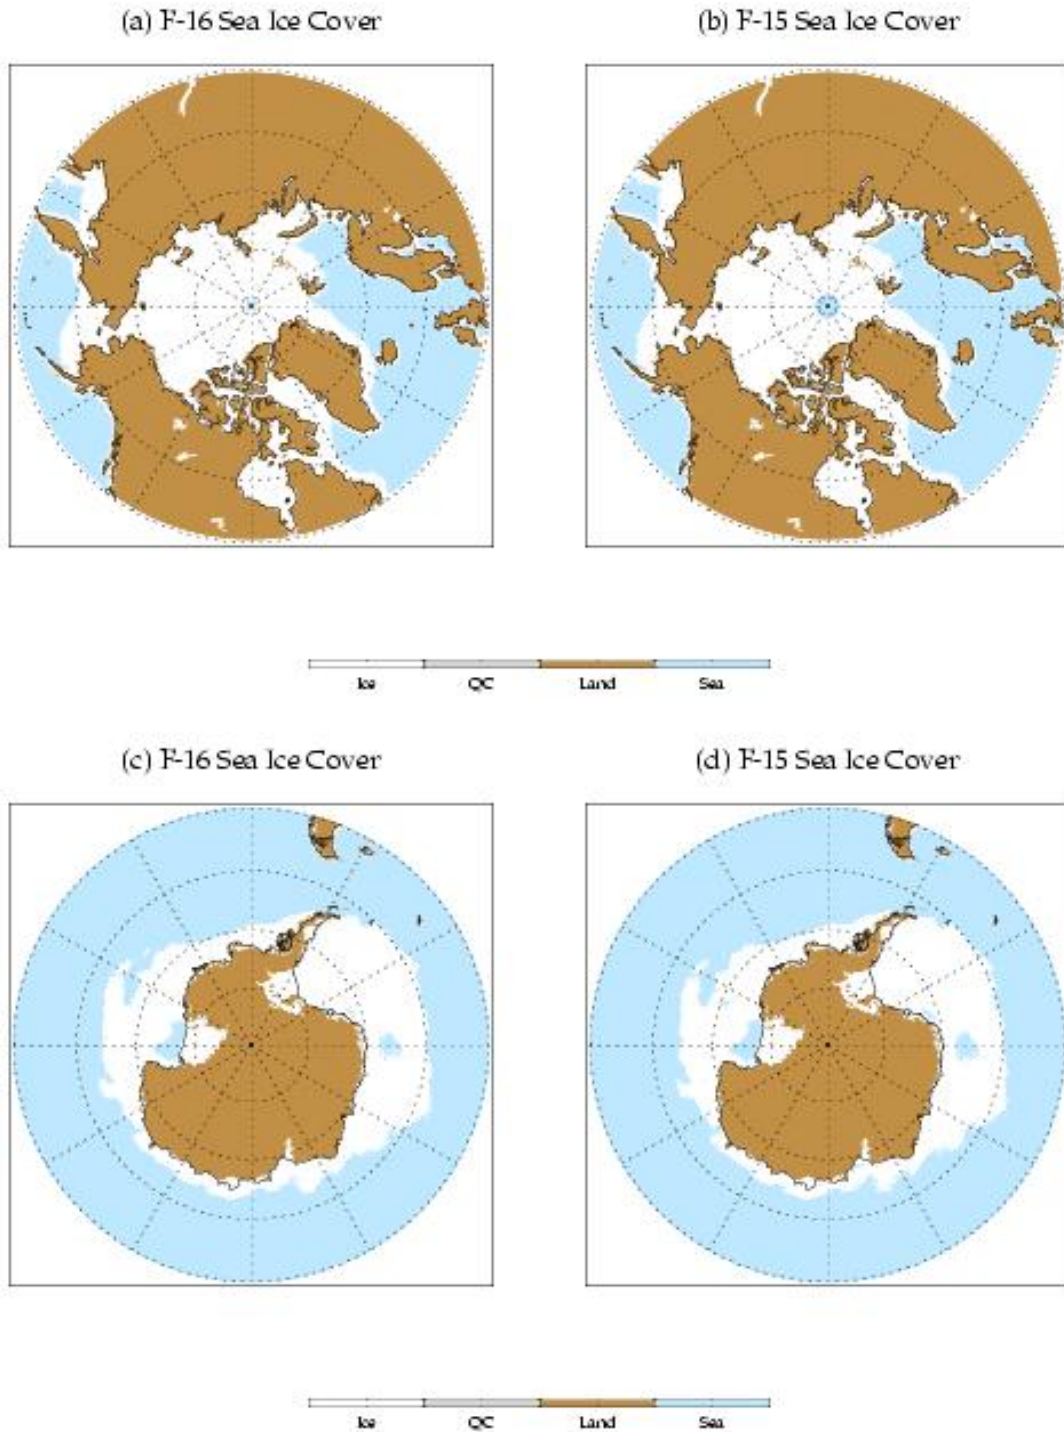 (a) F-16 Sea Ice Cover
(b) F-15 Sea Ice Cover
Ice QC Land Sea
(c) F-16 Sea Ice Cover
(d) F-15 Sea Ice Cover
Ice QC Land Sea